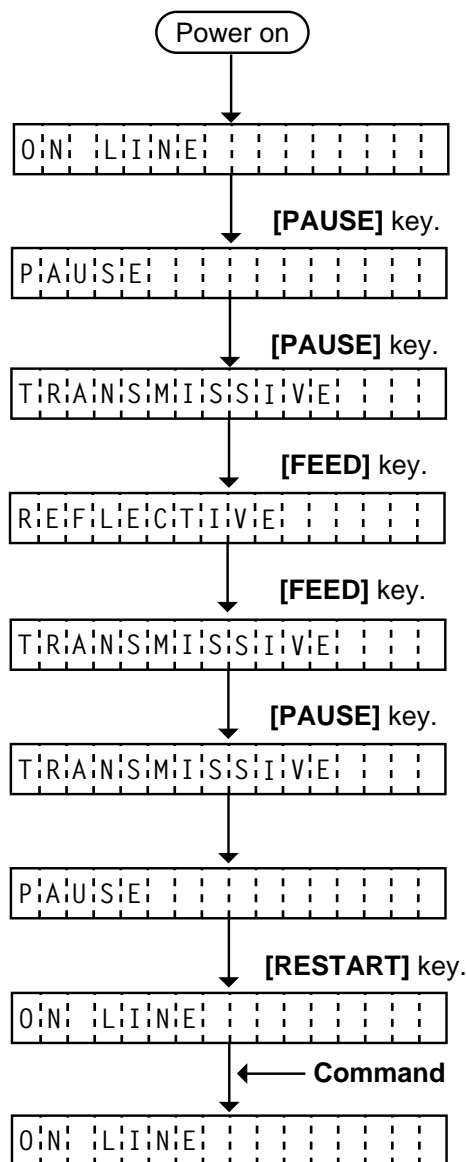 Power on
ON LINE
[PAUSE] key.
PAUSE
[PAUSE] key.
TRANSMISSIVE
[FEED] key.
REFLECTIVE
[FEED] key.
TRANSMISSIVE
[PAUSE] key.
TRANSMISSIVE
PAUSE
[RESTART] key.
ON LINE
Command
ON LINE